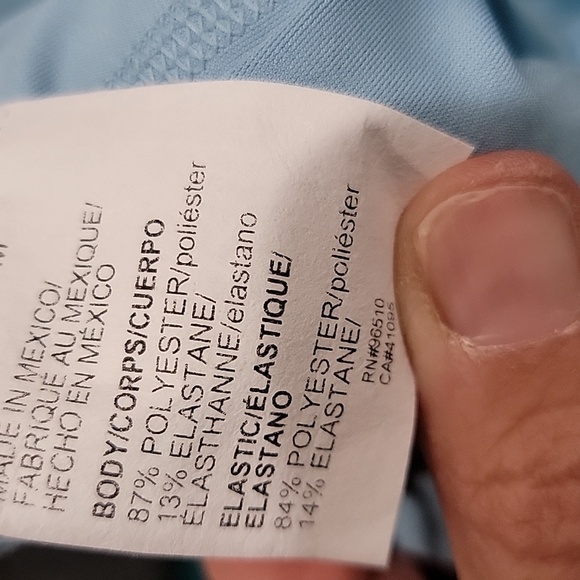 MADE IN MEXICO/
FABRIQUÉ AU MEXIQUE/
HECHO EN MÉXICO
BODY/CORPS/CUERPO
87% POLYESTER/poliéster
13% ELASTANE/
ÉLASTHANNE/elastano
ELASTIC/ÉLASTIQUE/
ELASTANO
84% POLYESTER/poliéster
14% ELASTANE/
RN#96510
CA#41095